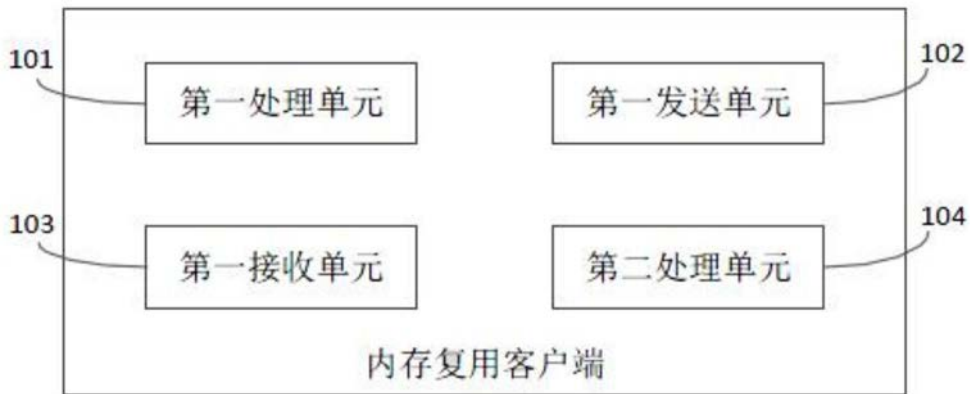 101
102
第一处理单元
第一发送单元
103
104
第一接收单元
第二处理单元
内存复用客户端